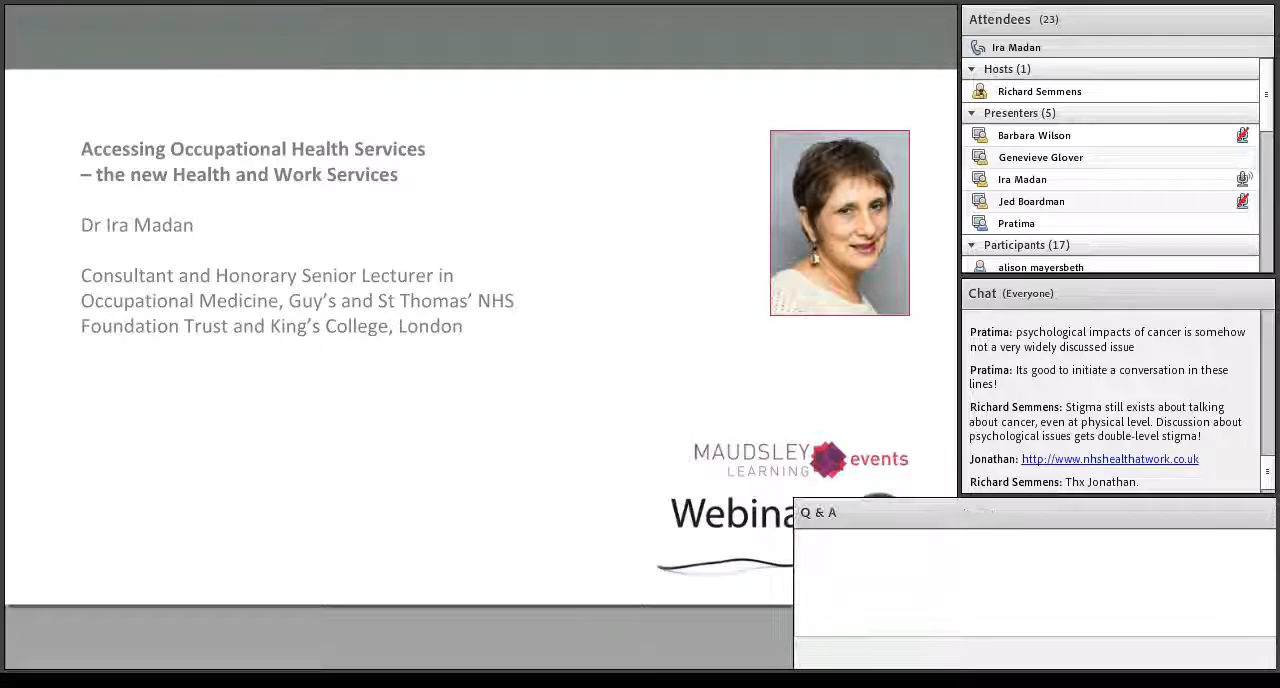 Accessing Occupational Health Services
– the new Health and Work Services
Dr Ira Madan
Consultant and Honorary Senior Lecturer in
Occupational Medicine, Guy's and St Thomas' NHS
Foundation Trust and King's College, London
MAUDSLEY
LEARNING
events
Webina
Attendees (23)
Ira Madan
Hosts (1)
Richard Semmens
Presenters (5)
Barbara Wilson
Genevieve Glover
Ira Madan
Jed Boardman
Pratima
Participants (17)
alison mayersbeth
Chat (Everyone)
Pratima: psychological impacts of cancer is somehow
not a very widely discussed issue
Pratima: Its good to initiate a conversation in these
lines!
Richard Semmens: Stigma still exists about talking
about cancer, even at physical level. Discussion about
psychological issues gets double-level stigma!
Jonathan: http://www.nhshealthatwork.co.uk
Richard Semmens: Thx Jonathan.
Q & A